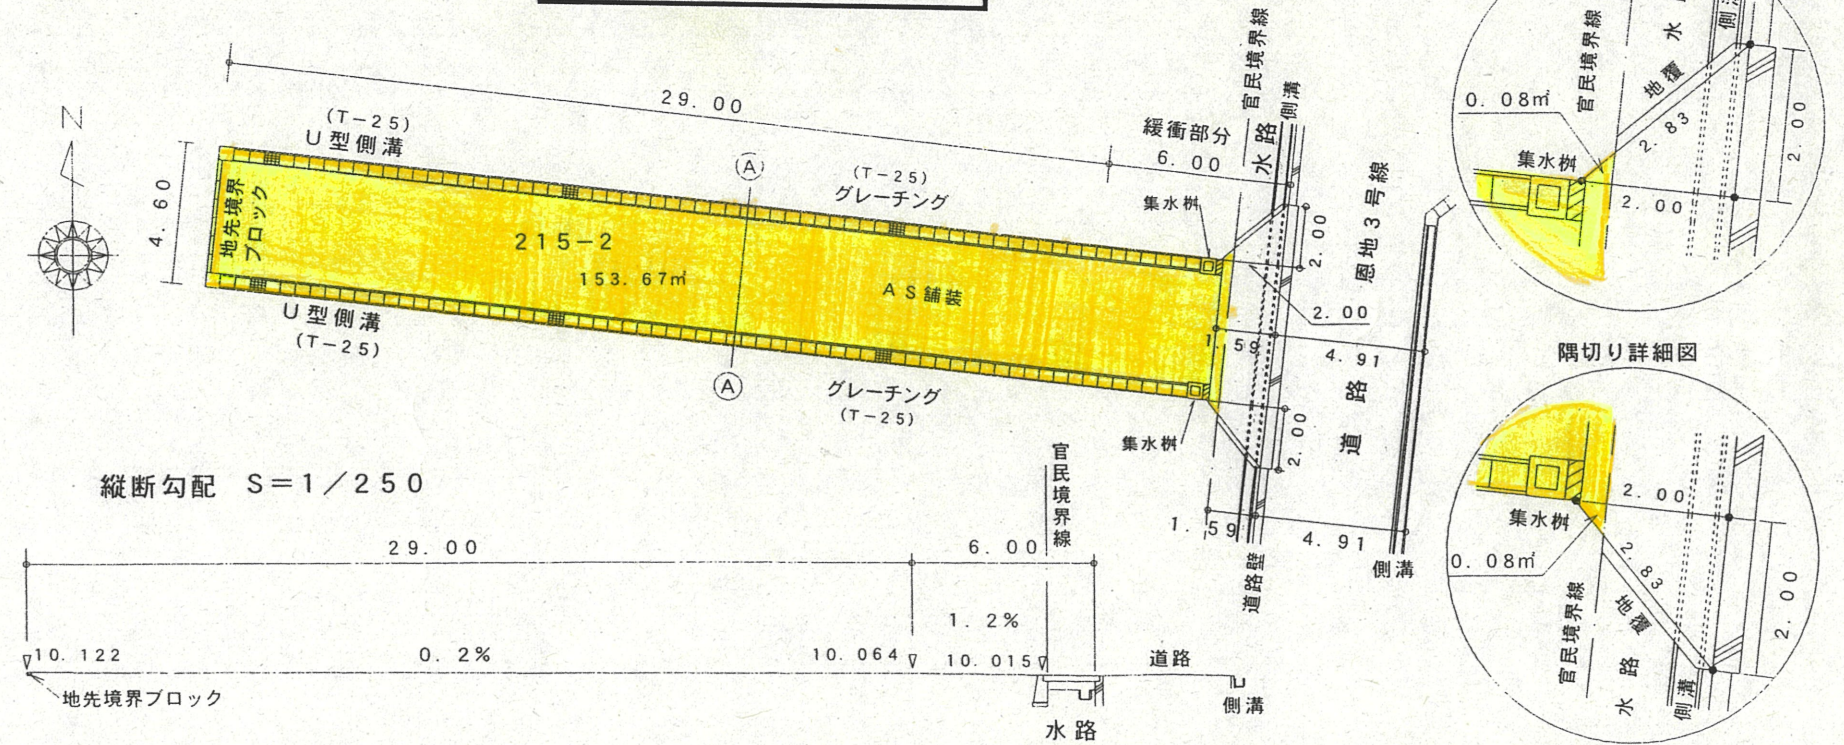 29.00
(T-25)
U型側溝
4.60
地先境界
ブロック
215-2
153.67㎡
A
(T-25)
グレーチング
AS舗装
U型側溝
(T-25)
A
グレーチング
(T-25)
緩衝部分
6.00
官民境界線
水路
側溝
集水桝
2.00
恩地3号線
2.00
1.59
4.91
道路
2.00
集水桝
1.59
4.91
道路壁
側溝
N
官民境界線
水
側
地覆
0.08㎡
2.83
2.00
集水桝
2.00
隅切り詳細図
2.00
集水桝
0.08㎡
2.83
地覆
2.00
官民境界線
水路
側溝
縦断勾配 S=1/250
29.00
6.00
官民境界線
1.2%
10.122
0.2%
10.064
10.015
道路
地先境界ブロック
側溝
水路